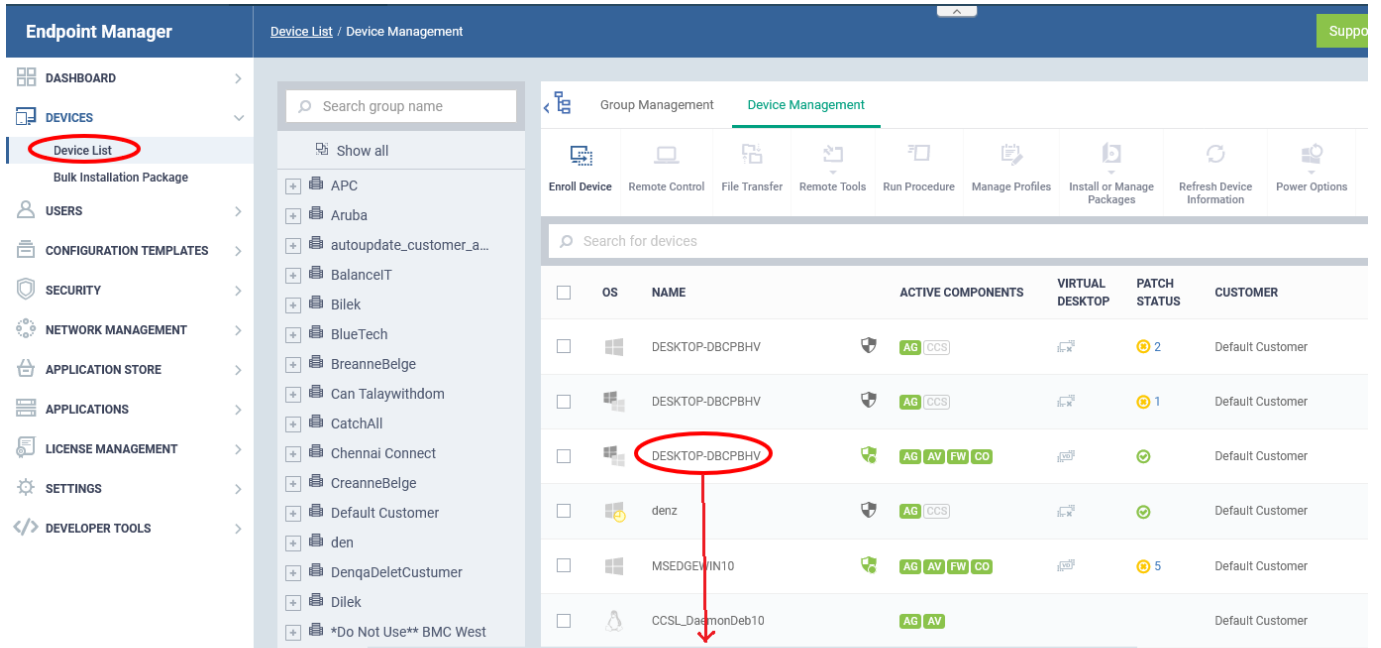 Endpoint Manager
Device List / Device Management
Suppo
DASHBOARD
DEVICES
Device List
Bulk Installation Package
USERS
CONFIGURATION TEMPLATES
SECURITY
NETWORK MANAGEMENT
APPLICATION STORE
APPLICATIONS
LICENSE MANAGEMENT
SETTINGS
DEVELOPER TOOLS
Search group name
Show all
APC
Aruba
autoupdate_customer_a...
BalanceIT
Bilek
BlueTech
BreanneBelge
Can Talaywithdom
CatchAll
Chennai Connect
CreanneBelge
Default Customer
den
DenqaDeletCustumer
Dilek
*Do Not Use** BMC West
Group Management Device Management
Enroll Device Remote Control File Transfer Remote Tools Run Procedure Manage Profiles Install or Manage Packages Refresh Device Information Power Options
Search for devices
OS NAME ACTIVE COMPONENTS VIRTUAL DESKTOP PATCH STATUS CUSTOMER
DESKTOP-DBCPBHV AG CCS 2 Default Customer
DESKTOP-DBCPBHV AG CCS 1 Default Customer
DESKTOP-DBCPBHV AG AV FW CO Default Customer
denz AG CCS Default Customer
MSEDGEWIN10 AG AV FW CO 5 Default Customer
CCSL_DaemonDeb10 AG AV Default Customer